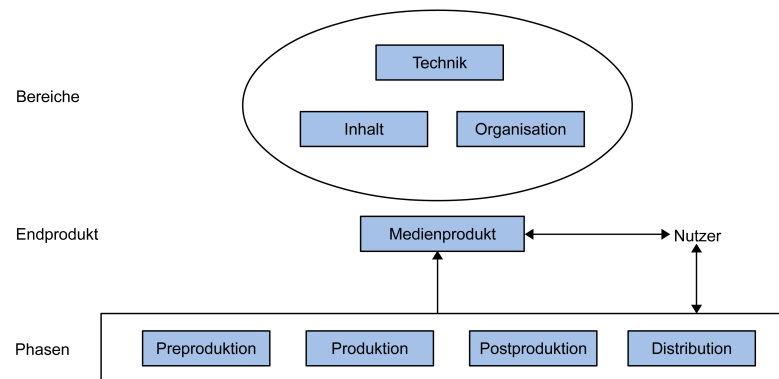 Technik
Bereiche
Inhalt
Organisation
Endprodukt
Medienprodukt
Nutzer
Phasen
Preproduktion
Produktion
Postproduktion
Distribution